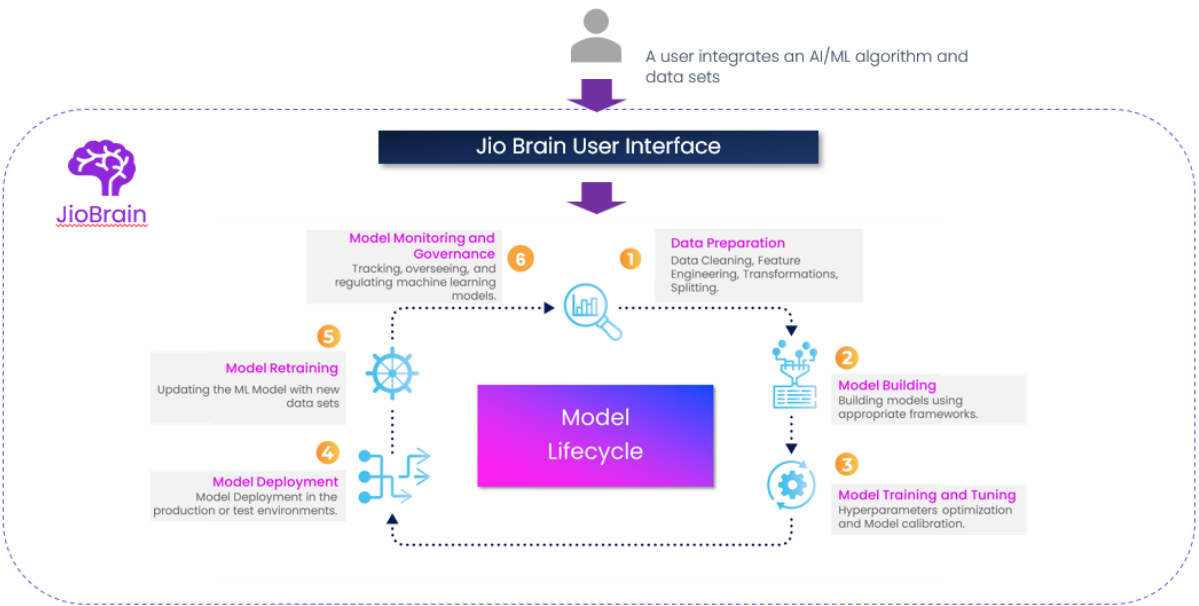 A user integrates an AI/ML algorithm and
data sets
Jio Brain User Interface
JioBrain
Model Monitoring and
Governance
Tracking, overseeing, and
regulating machine learning
models.
6
1
Data Preparation
Data Cleaning, Feature
Engineering, Transformations,
Splitting.
5
Model Retraining
Updating the ML Model with new
data sets
2
Model Building
Building models using
appropriate frameworks.
Model
Lifecycle
4
Model Deployment
Model Deployment in the
production or test environments.
3
Model Training and Tuning
Hyperparameters optimization
and Model calibration.